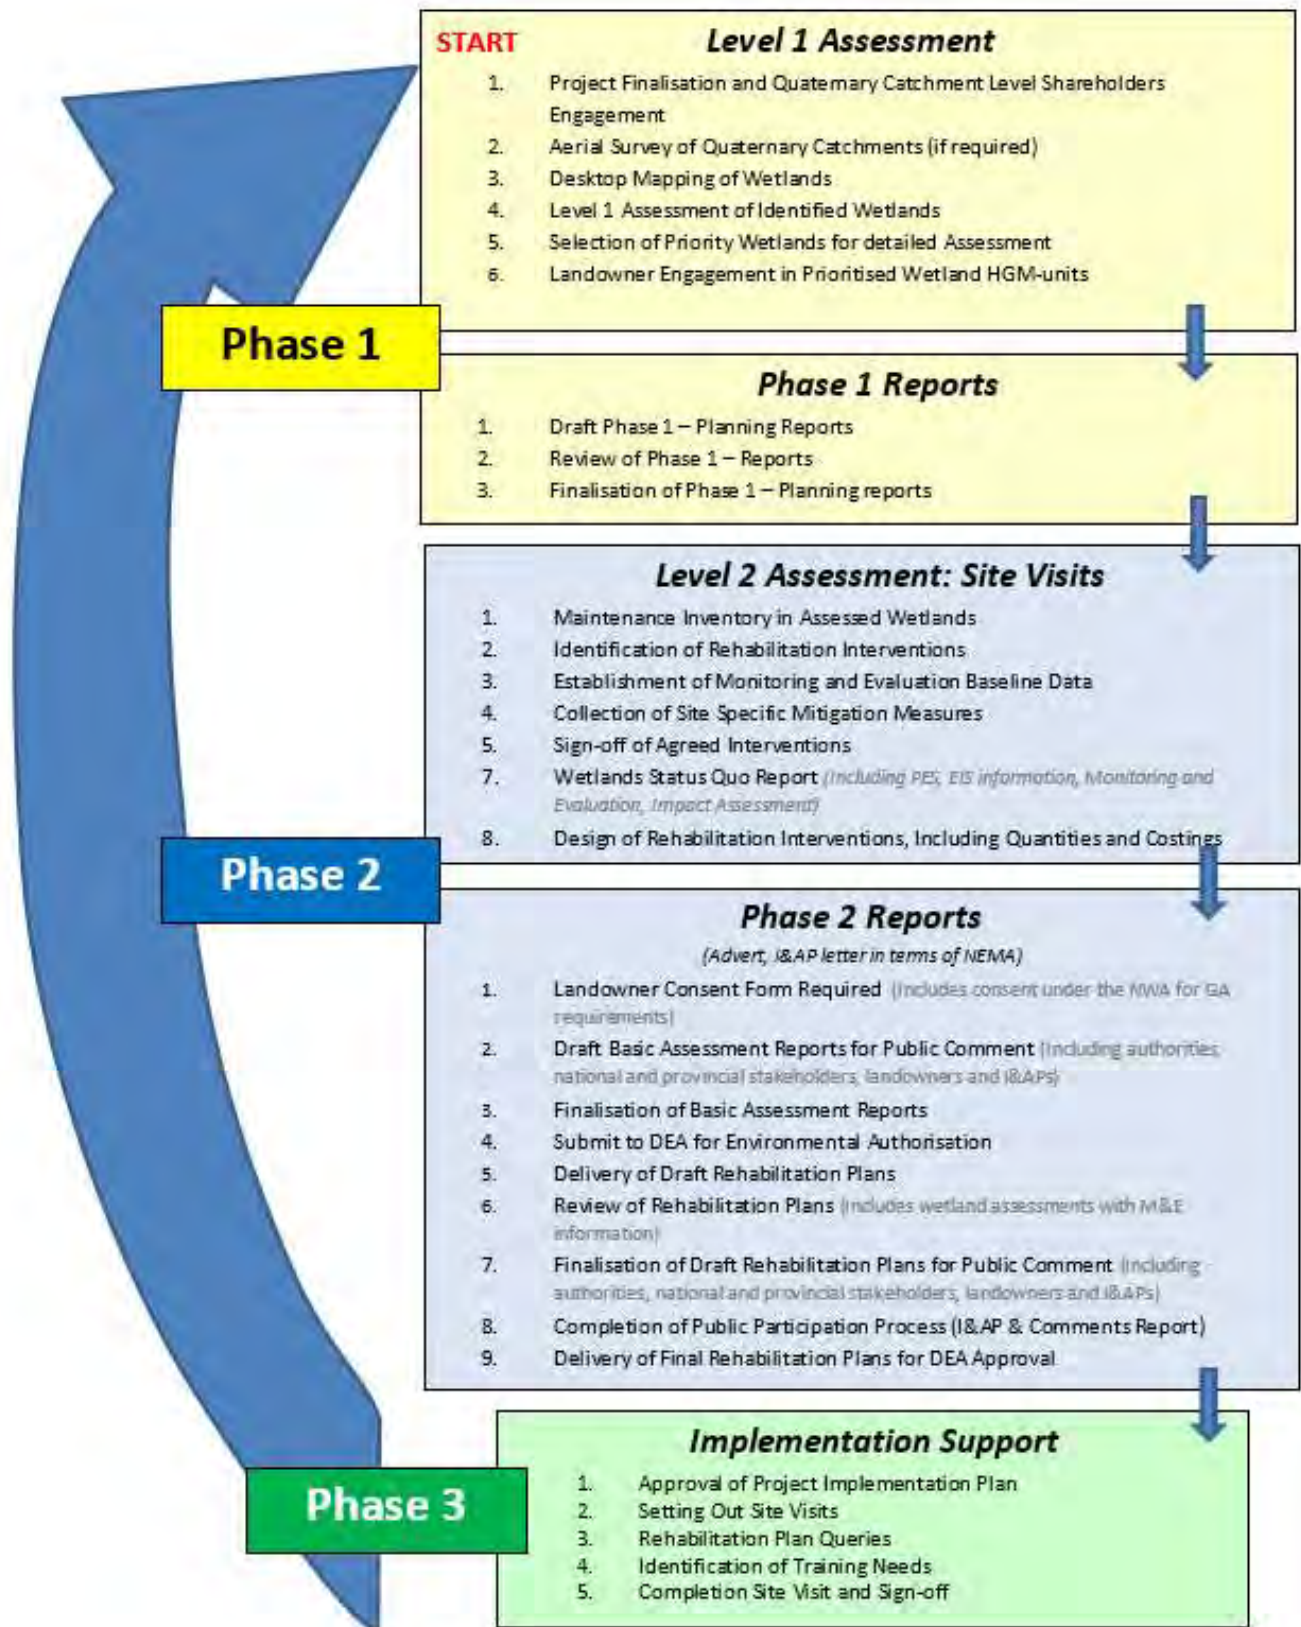 START
Level 1 Assessment
1. Project Finalisation and Quaternary Catchment Level Shareholders
Engagement
2. Aerial Survey of Quaternary Catchments (if required)
3. Desktop Mapping of Wetlands
4. Level 1 Assessment of Identified Wetlands
5. Selection of Priority Wetlands for detailed Assessment
6. Landowner Engagement in Prioritised Wetland HGM-units
Phase 1
Phase 1 Reports
1. Draft Phase 1 – Planning Reports
2. Review of Phase 1 – Reports
3. Finalisation of Phase 1 – Planning reports
Level 2 Assessment: Site Visits
1. Maintenance Inventory in Assessed Wetlands
2. Identification of Rehabilitation Interventions
3. Establishment of Monitoring and Evaluation Baseline Data
4. Collection of Site Specific Mitigation Measures
5. Sign-off of Agreed Interventions
7. Wetlands Status Quo Report (Including PES, EIS information, Monitoring and
Evaluation, Impact Assessment)
8. Design of Rehabilitation Interventions, Including Quantities and Costings
Phase 2
Phase 2 Reports
(Advert, I&AP letter in terms of NEMA)
1. Landowner Consent Form Required (Includes consent under the NWA for GA
requirements)
2. Draft Basic Assessment Reports for Public Comment (Including authorities,
national and provincial stakeholders, landowners and I&APs)
3. Finalisation of Basic Assessment Reports
4. Submit to DEA for Environmental Authorisation
5. Delivery of Draft Rehabilitation Plans
6. Review of Rehabilitation Plans (Includes wetland assessments with M&E
information)
7. Finalisation of Draft Rehabilitation Plans for Public Comment (Including
authorities, national and provincial stakeholders, landowners and I&APs)
8. Completion of Public Participation Process (I&AP & Comments Report)
9. Delivery of Final Rehabilitation Plans for DEA Approval
Phase 3
Implementation Support
1. Approval of Project Implementation Plan
2. Setting Out Site Visits
3. Rehabilitation Plan Queries
4. Identification of Training Needs
5. Completion Site Visit and Sign-off